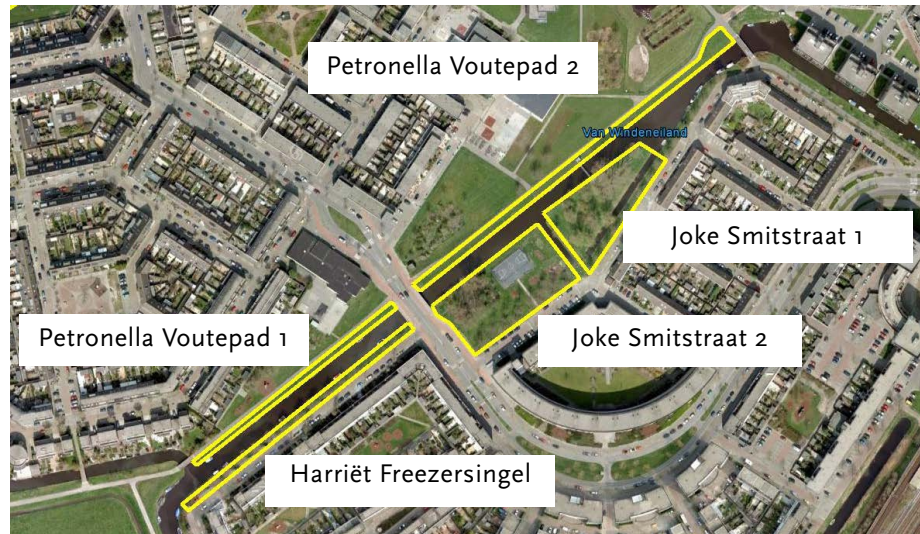 Petronella Voutepad 2
Van Windeneiland
Joke Smitstraat 1
Petronella Voutepad 1
Joke Smitstraat 2
Harriët Freezersingel